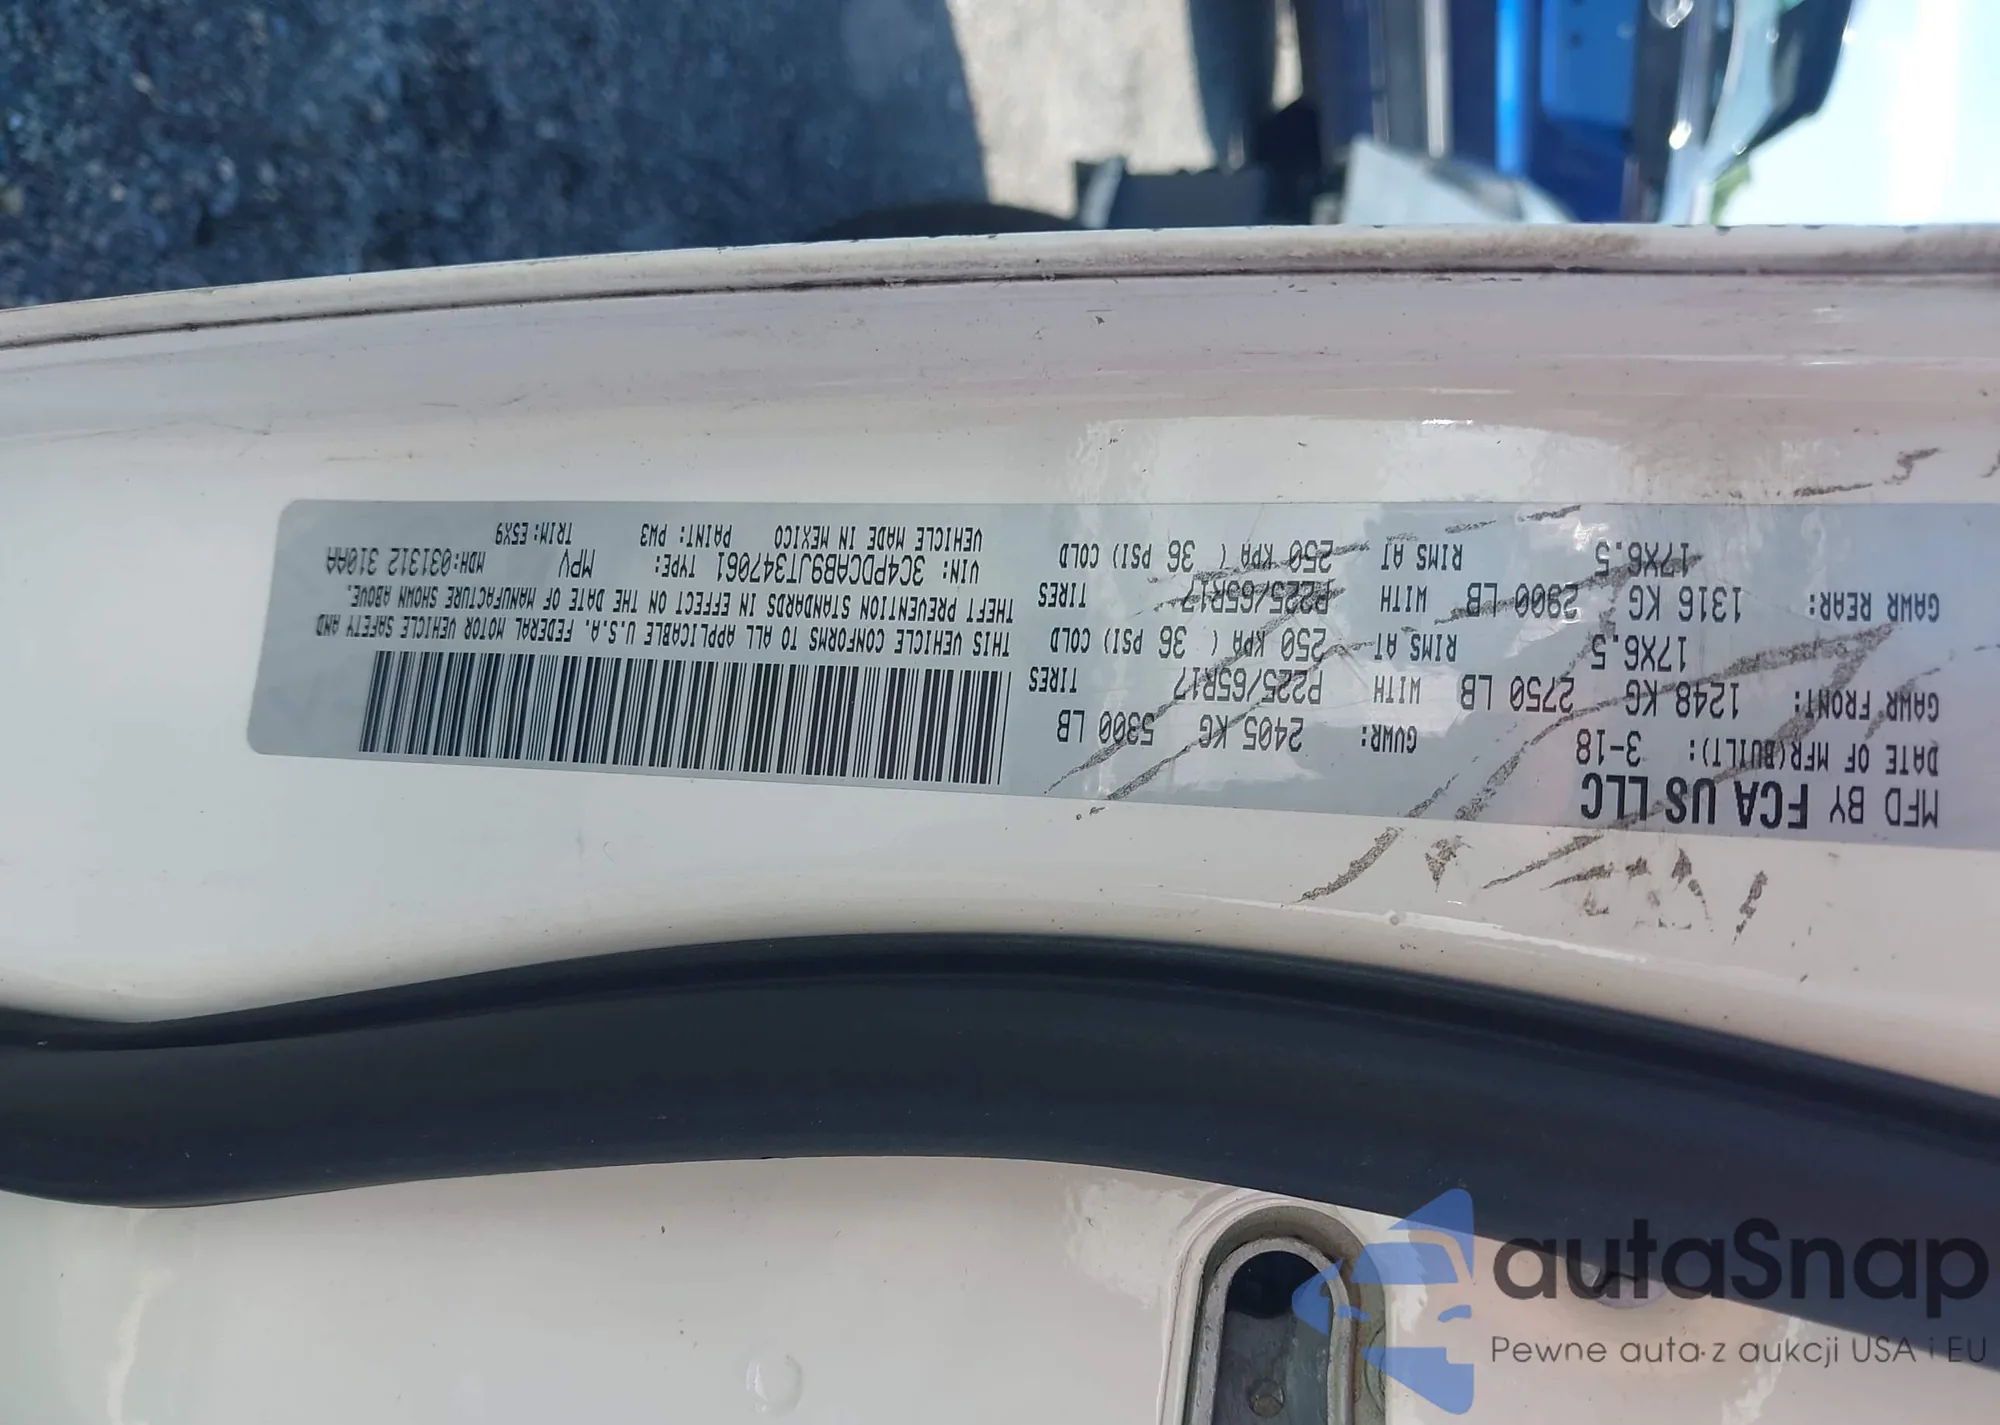 MFD BY FCA US LLC
DATE OF MFR(BUILT): 3-18 GVWR: 2405 KG 5300 LB
GAWR FRONT: 1248 KG 2750 LB WITH P225/65R17 TIRES
17X6.5 RIMS AT 250 KPA ( 36 PSI) COLD
GAWR REAR: 1316 KG 2900 LB WITH P225/65R17 TIRES
17X6.5 RIMS AT 250 KPA ( 36 PSI) COLD
THIS VEHICLE CONFORMS TO ALL APPLICABLE U.S.A. FEDERAL MOTOR VEHICLE SAFETY AND
THEFT PREVENTION STANDARDS IN EFFECT ON THE DATE OF MANUFACTURE SHOWN ABOVE.
VIN: 3C4PDCAB9JT347061 TYPE: MPV MDH:031312 310AA
VEHICLE MADE IN MEXICO PAINT: PW3 TRIM: E5X9
autoSnap
Pewne auta z aukcji USA i EU